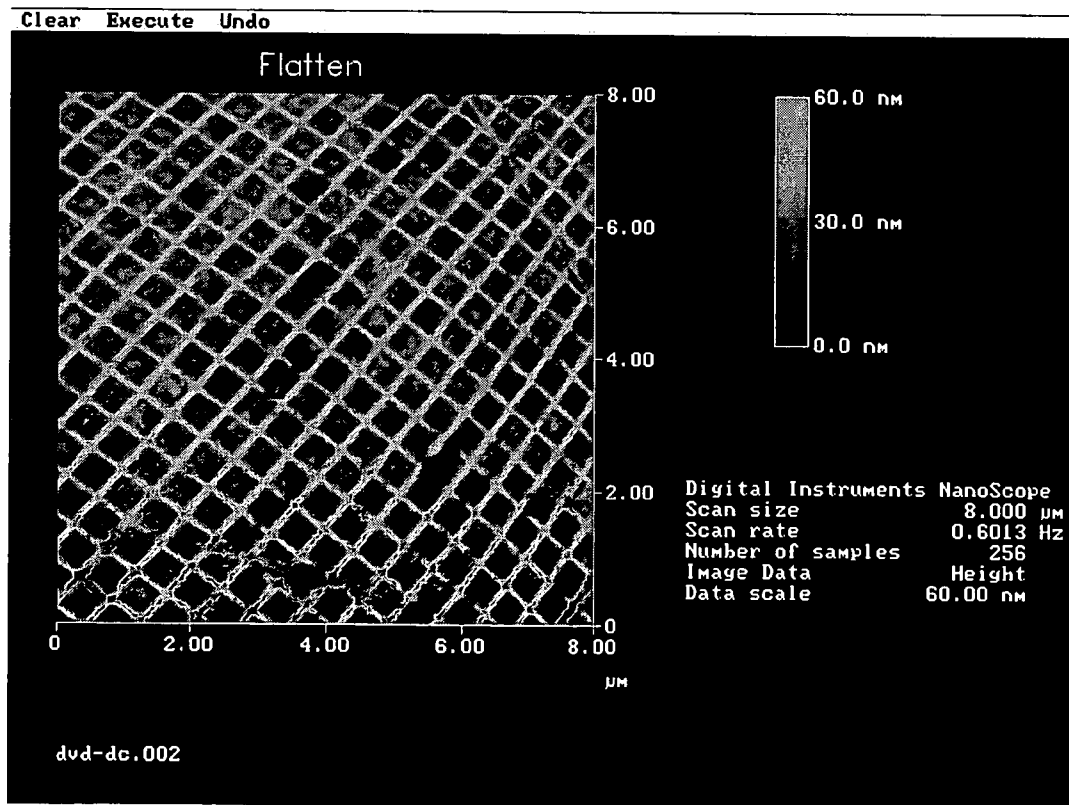 Clear Execute Undo
Flatten
8.00
6.00
4.00
2.00
0
0 2.00 4.00 6.00 8.00
µM
60.0 nM
30.0 nM
0.0 nM
Digital Instruments NanoScope
Scan size 8.000 µM
Scan rate 0.6013 Hz
Number of samples 256
Image Data Height
Data scale 60.00 nM
dvd-dc.002